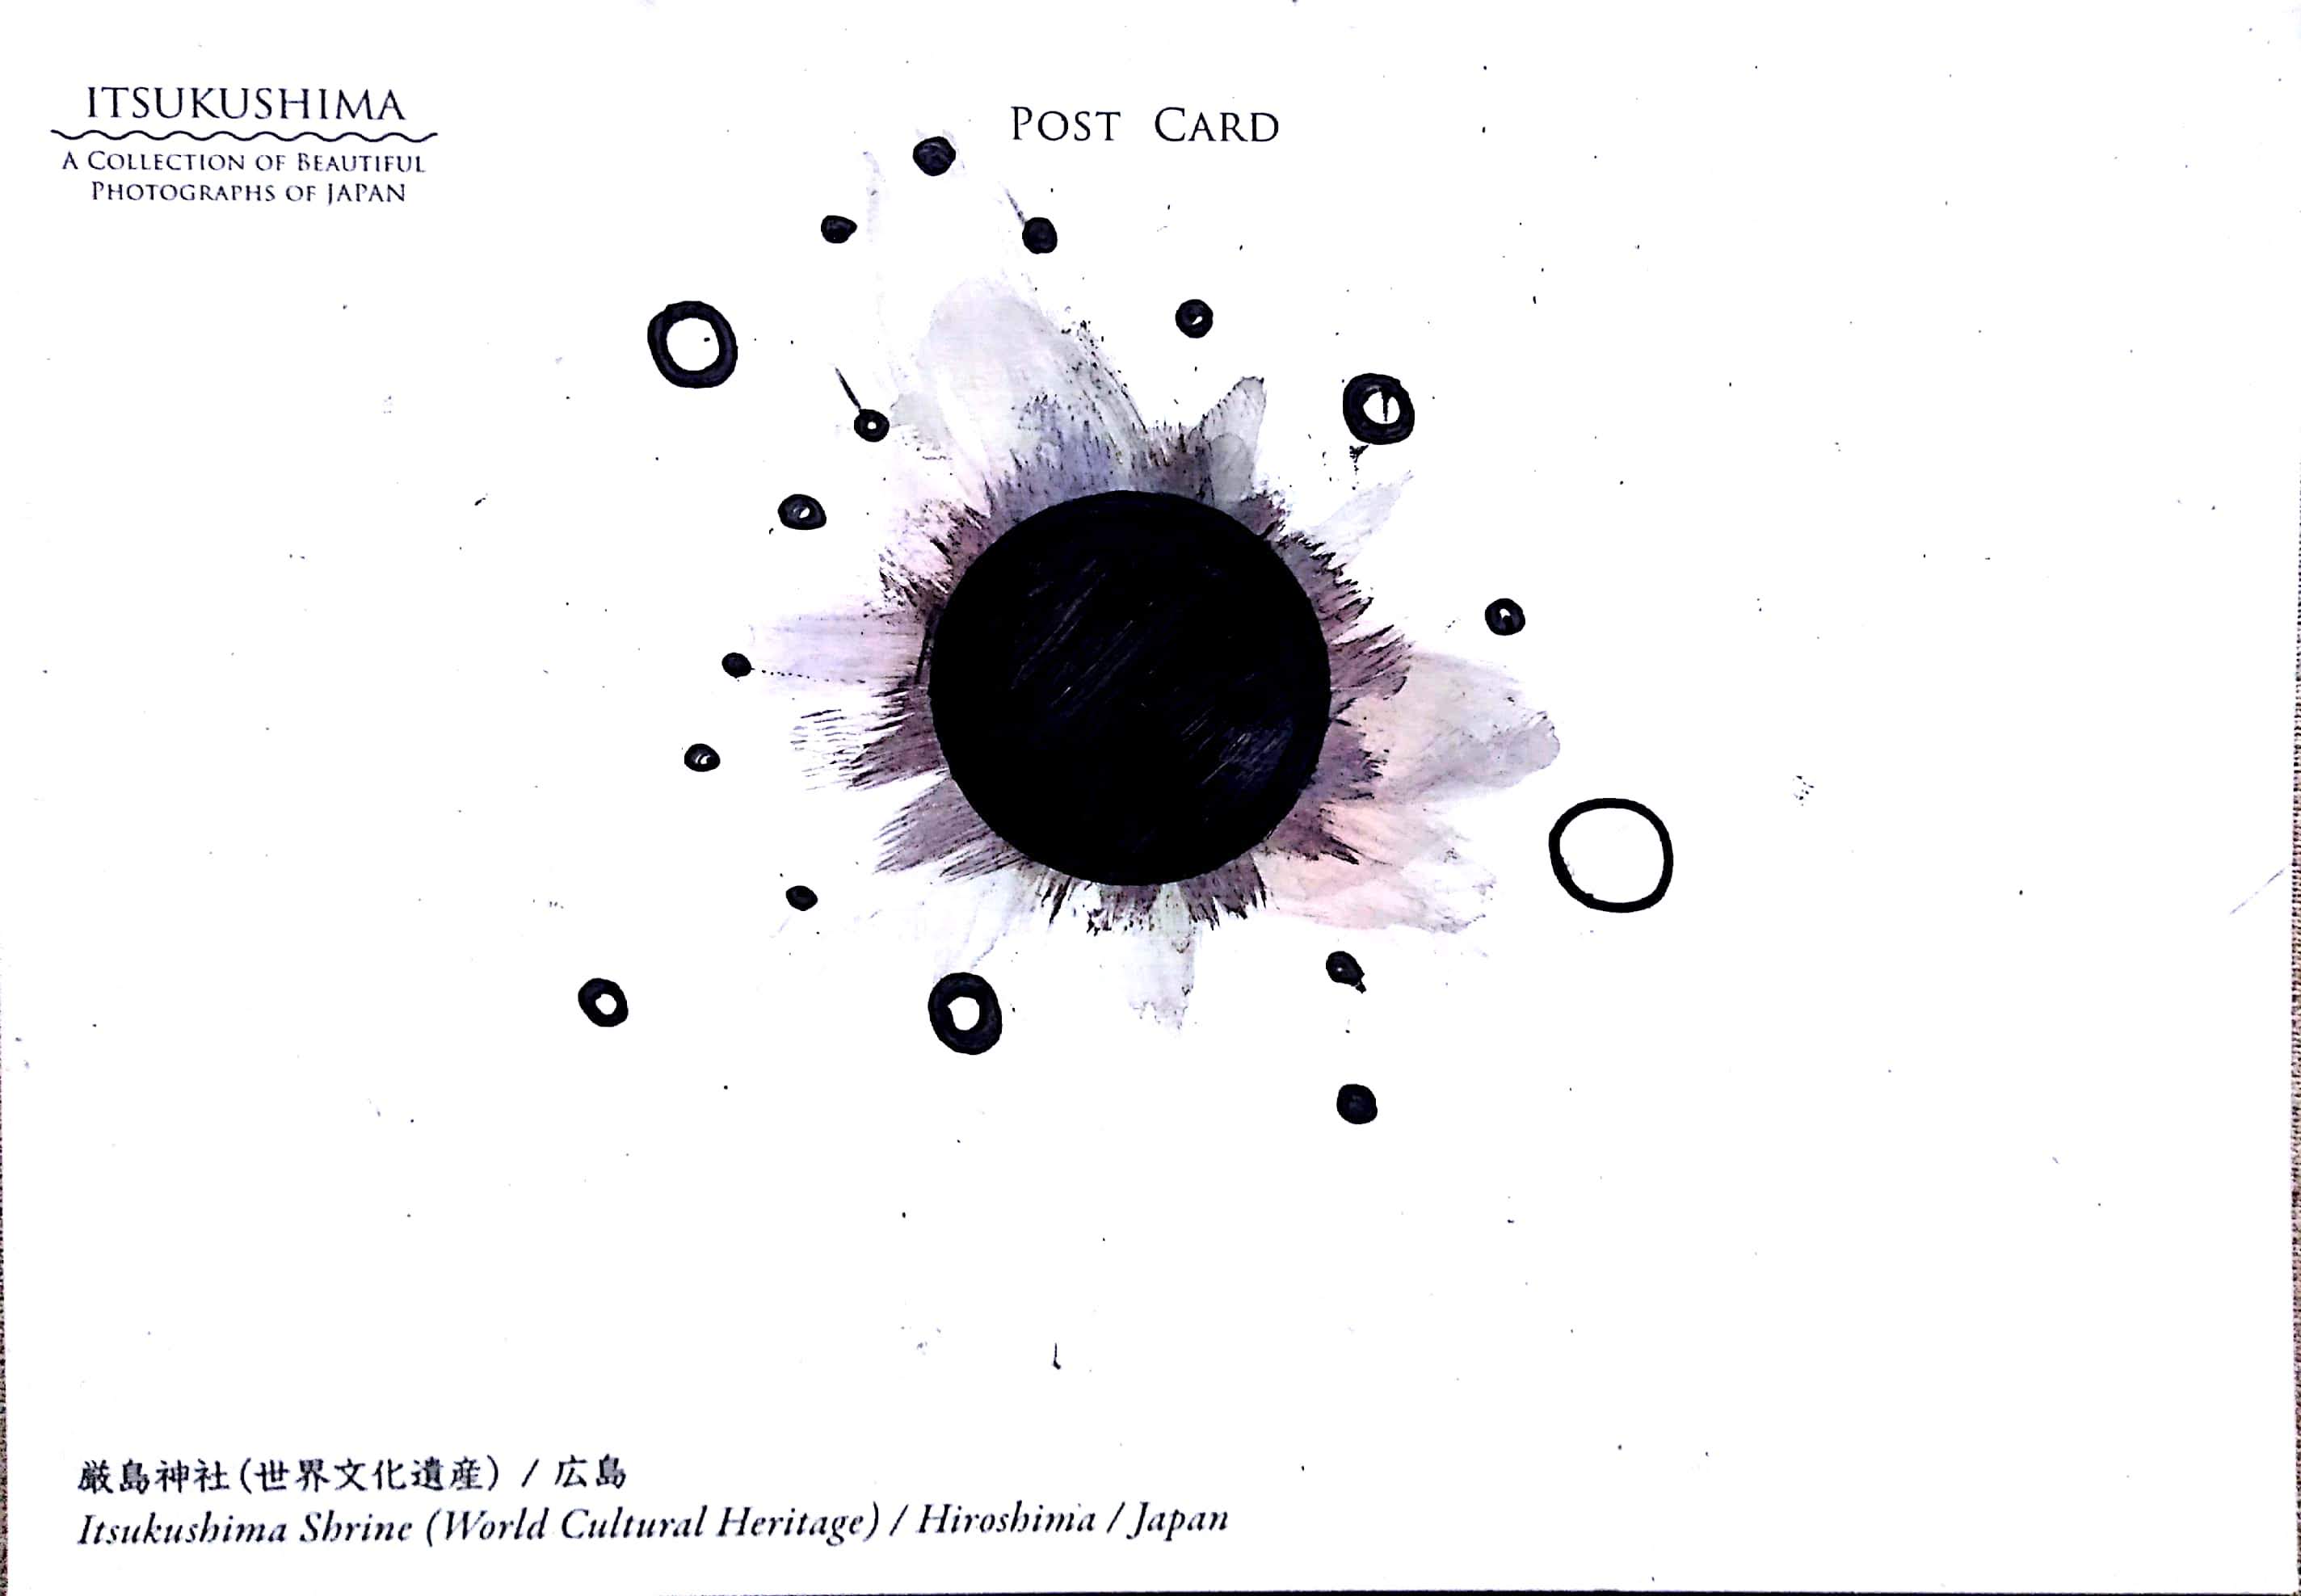 ITSUKUSHIMA
A COLLECTION OF BEAUTIFUL
PHOTOGRAPHS OF JAPAN
POST CARD
厳島神社(世界文化遺産) / 広島
Itsukushima Shrine (World Cultural Heritage) / Hiroshima / Japan